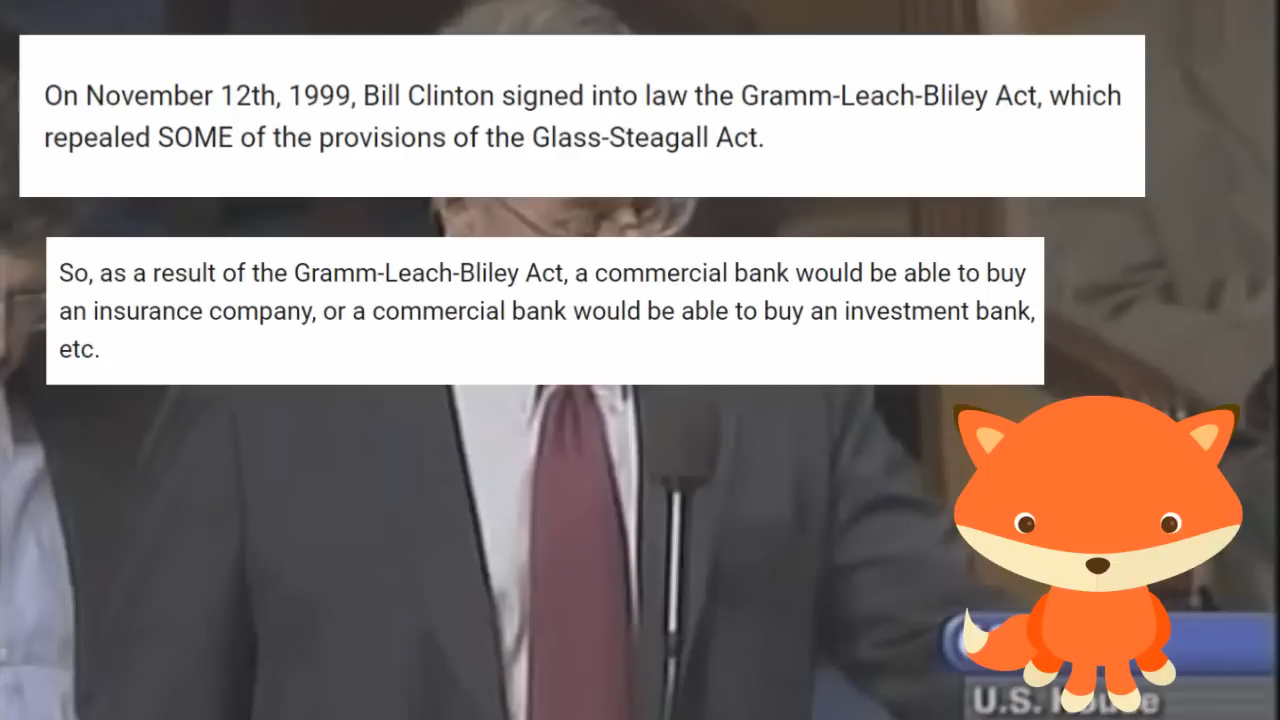 On November 12th, 1999, Bill Clinton signed into law the Gramm-Leach-Bliley Act, which
repealed SOME of the provisions of the Glass-Steagall Act.
So, as a result of the Gramm-Leach-Bliley Act, a commercial bank would be able to buy
an insurance company, or a commercial bank would be able to buy an investment bank,
etc.
U.S.